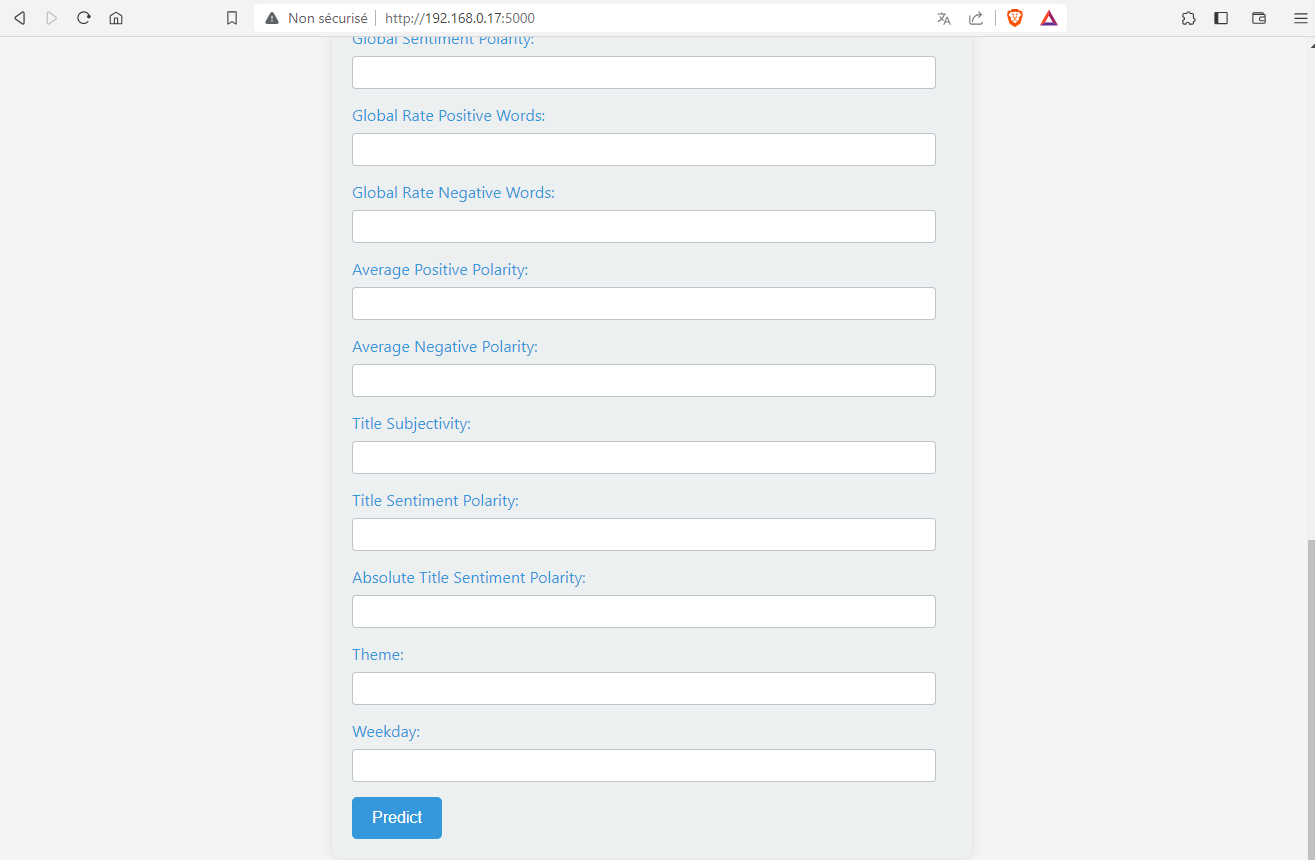 Non sécurisé http://192.168.0.17:5000
Global Sentiment Polarity:
Global Rate Positive Words:
Global Rate Negative Words:
Average Positive Polarity:
Average Negative Polarity:
Title Subjectivity:
Title Sentiment Polarity:
Absolute Title Sentiment Polarity:
Theme:
Weekday:
Predict